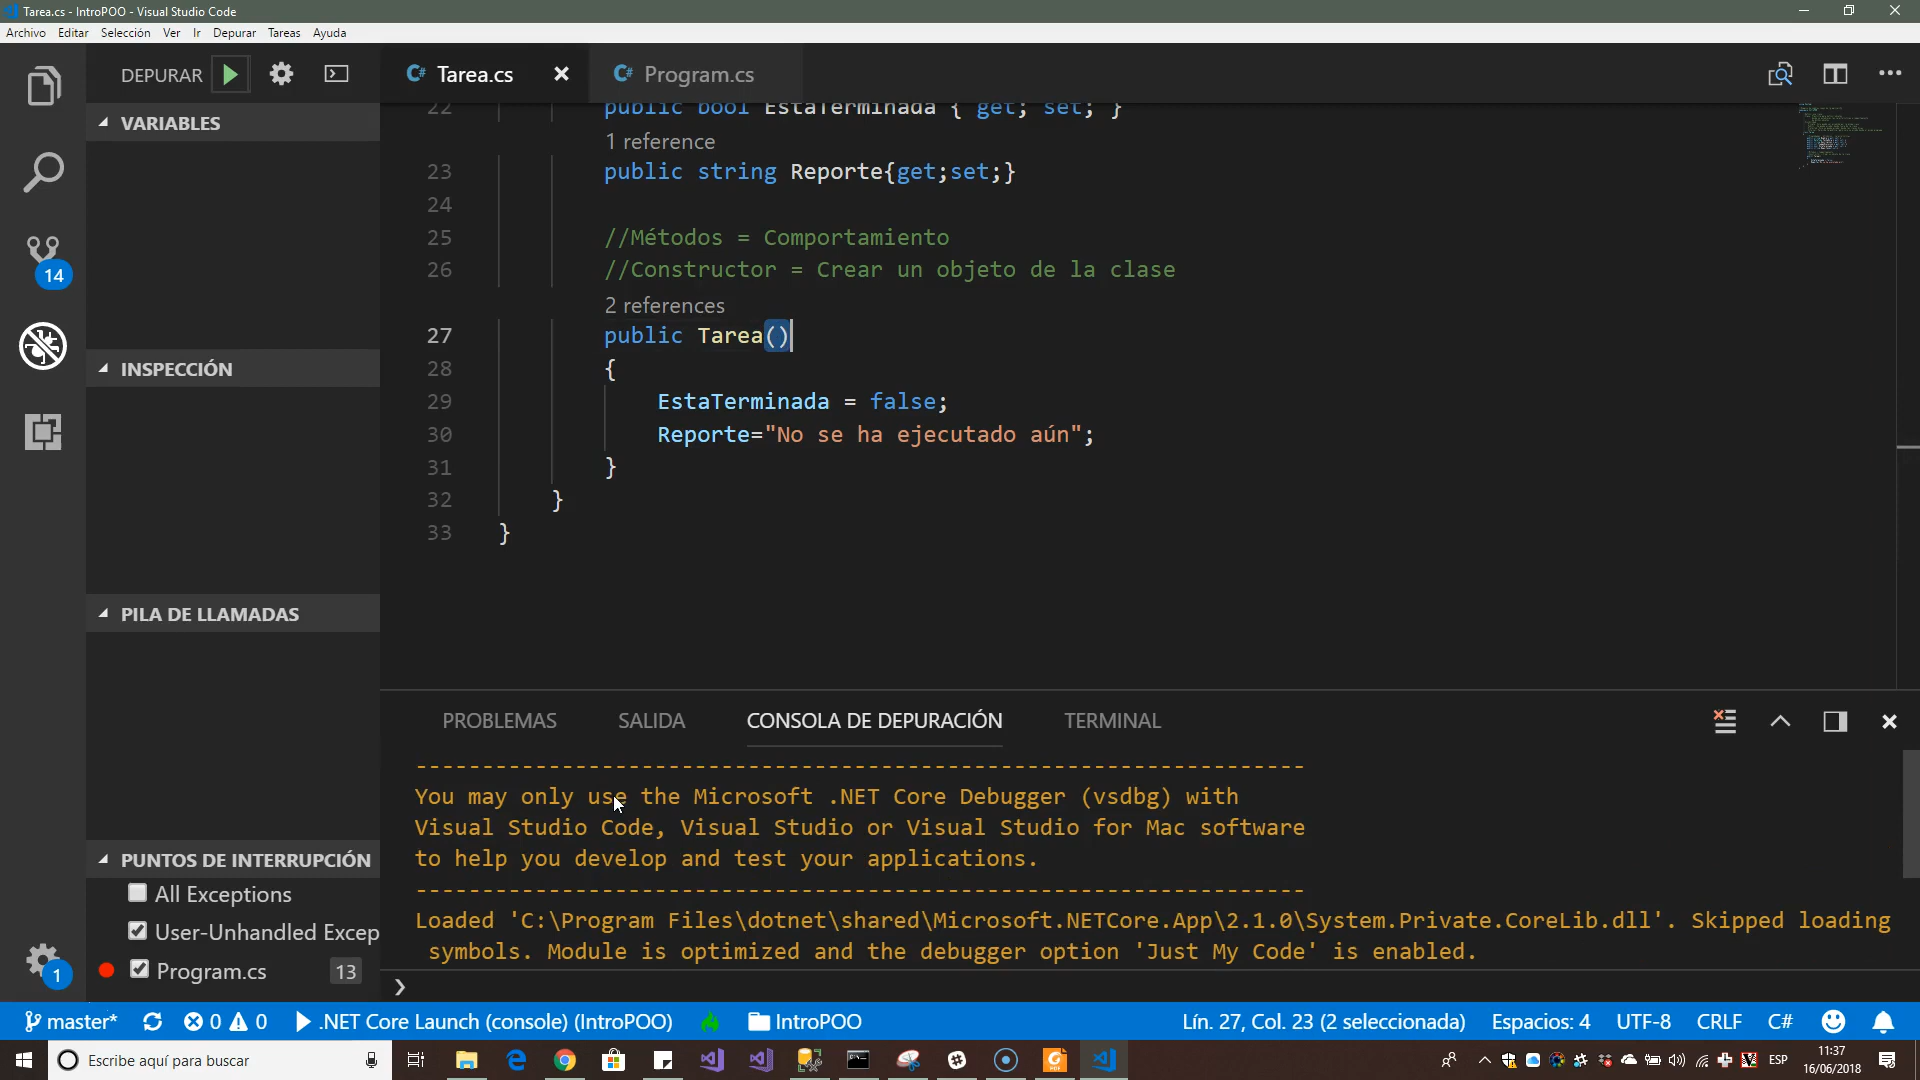 Tarea.cs - IntroPOO - Visual Studio Code
Archivo Editar Selección Ver Ir Depurar Tareas Ayuda
DEPURAR
C# Tarea.cs
C# Program.cs
VARIABLES
INSPECCIÓN
PILA DE LLAMADAS
PUNTOS DE INTERRUPCIÓN
All Exceptions
User-Unhandled Excep
Program.cs 13
14
1
22 public bool EstaTerminada { get; set; }
1 reference
23 public string Reporte{get;set;}
24
25 //Métodos = Comportamiento
26 //Constructor = Crear un objeto de la clase
2 references
27 public Tarea()
28 {
29 EstaTerminada = false;
30 Reporte="No se ha ejecutado aún";
31 }
32 }
33 }
PROBLEMAS SALIDA CONSOLA DE DEPURACIÓN TERMINAL
-------------------------------------------------------------------
You may only use the Microsoft .NET Core Debugger (vsdbg) with
Visual Studio Code, Visual Studio or Visual Studio for Mac software
to help you develop and test your applications.
-------------------------------------------------------------------
Loaded 'C:\Program Files\dotnet\shared\Microsoft.NETCore.App\2.1.0\System.Private.CoreLib.dll'. Skipped loading
symbols. Module is optimized and the debugger option 'Just My Code' is enabled.
master* 0 0 .NET Core Launch (console) (IntroPOO) IntroPOO Lín. 27, Col. 23 (2 seleccionada) Espacios: 4 UTF-8 CRLF C#
Escribe aquí para buscar
ESP
11:37
16/06/2018